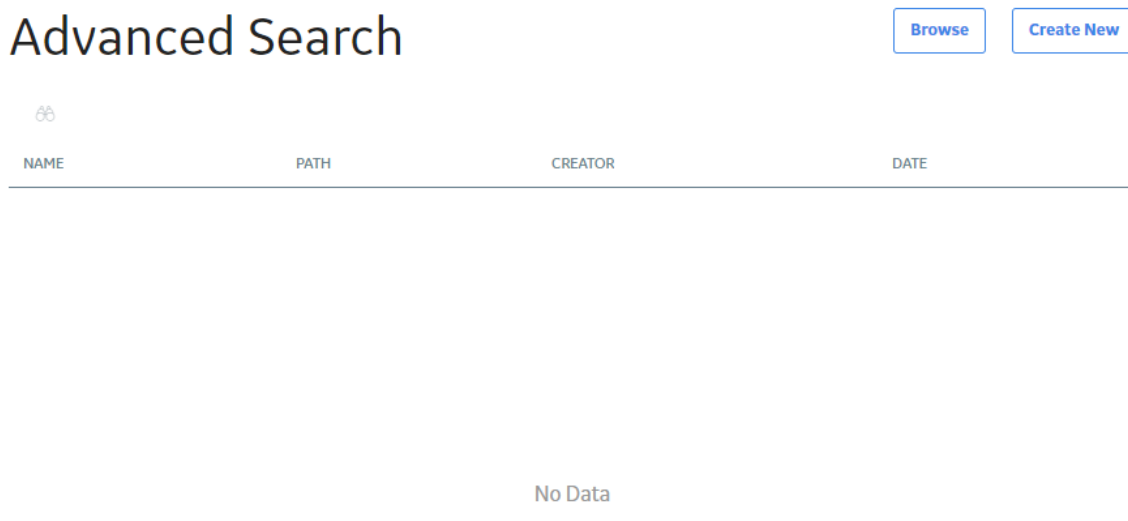 Advanced Search
Browse
Create New
NAME PATH CREATOR DATE
No Data